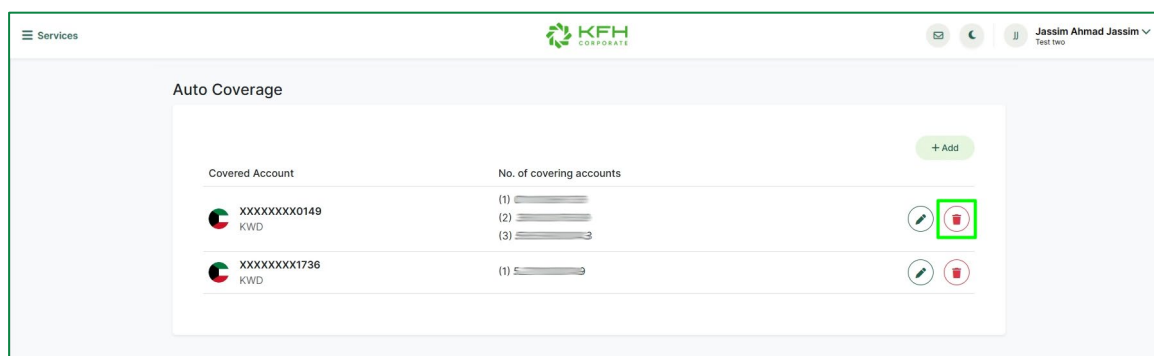 Services
KFH
CORPORATE
JJ
Jassim Ahmad Jassim
Test two
Auto Coverage
+ Add
Covered Account
No. of covering accounts
XXXXXXXX0149
KWD
(1)
(2)
(3)
XXXXXXXX1736
KWD
(1)